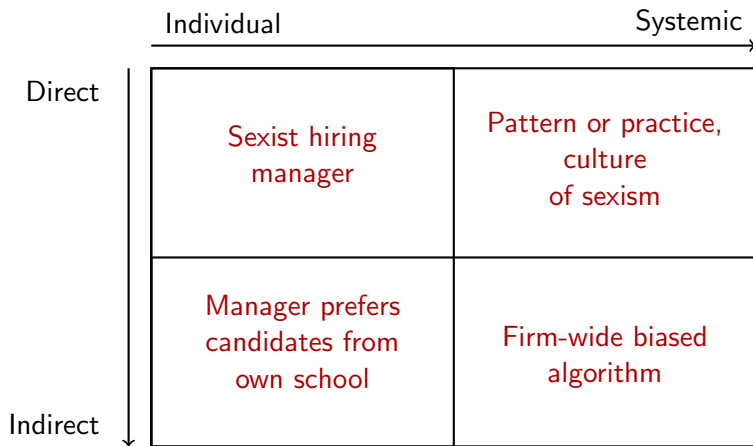 Individual
Systemic
Direct
Sexist hiring
manager
Pattern or practice,
culture
of sexism
Manager prefers
candidates from
own school
Firm-wide biased
algorithm
Indirect